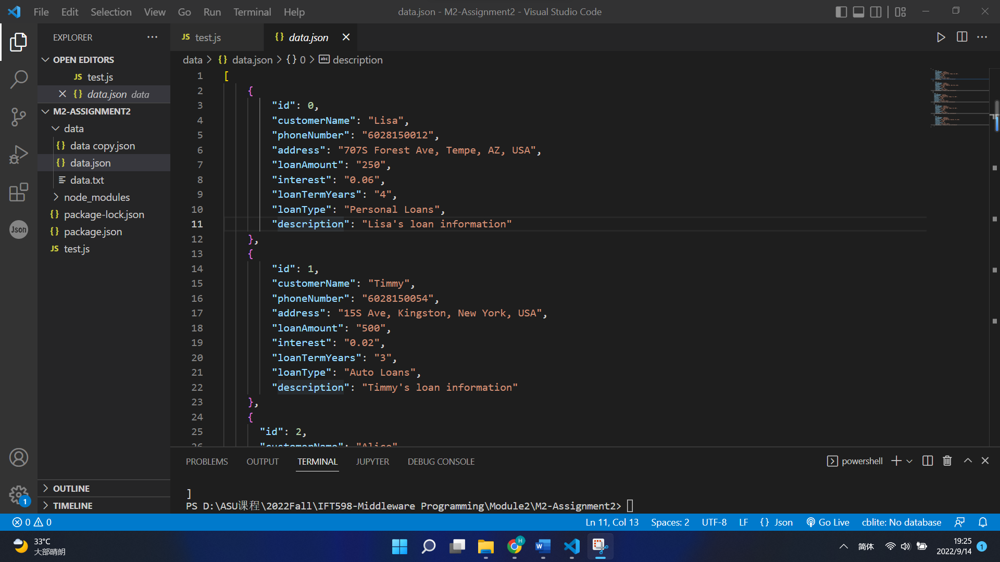 File Edit Selection View Go Run Terminal Help
data.json - M2-Assignment2 - Visual Studio Code
EXPLORER
OPEN EDITORS
JS test.js
{} data.json data
M2-ASSIGNMENT2
data
{} data copy.json
{} data.json
data.txt
node_modules
{} package-lock.json
{} package.json
JS test.js
Json
1
OUTLINE
TIMELINE
JS test.js
{} data.json
data > {} data.json > {} 0 > abc description
1 [
2 {
3 "id": 0,
4 "customerName": "Lisa",
5 "phoneNumber": "6028150012",
6 "address": "707S Forest Ave, Tempe, AZ, USA",
7 "loanAmount": "250",
8 "interest": "0.06",
9 "loanTermYears": "4",
10 "loanType": "Personal Loans",
11 "description": "Lisa's loan information"
12 },
13 {
14 "id": 1,
15 "customerName": "Timmy",
16 "phoneNumber": "6028150054",
17 "address": "15S Ave, Kingston, New York, USA",
18 "loanAmount": "500",
19 "interest": "0.02",
20 "loanTermYears": "3",
21 "loanType": "Auto Loans",
22 "description": "Timmy's loan information"
23 },
24 {
25 "id": 2,
26 "customerName": "Alice"
PROBLEMS OUTPUT TERMINAL JUPYTER DEBUG CONSOLE
powershell
]
PS D:\ASU课程\2022Fall\IFT598-Middleware Programming\Module2\M2-Assignment2>
0 0
Ln 11, Col 13 Spaces: 2 UTF-8 LF {} Json Go Live cblite: No database
33°C
大部晴朗
H
W
简体
19:25
2022/9/14
1